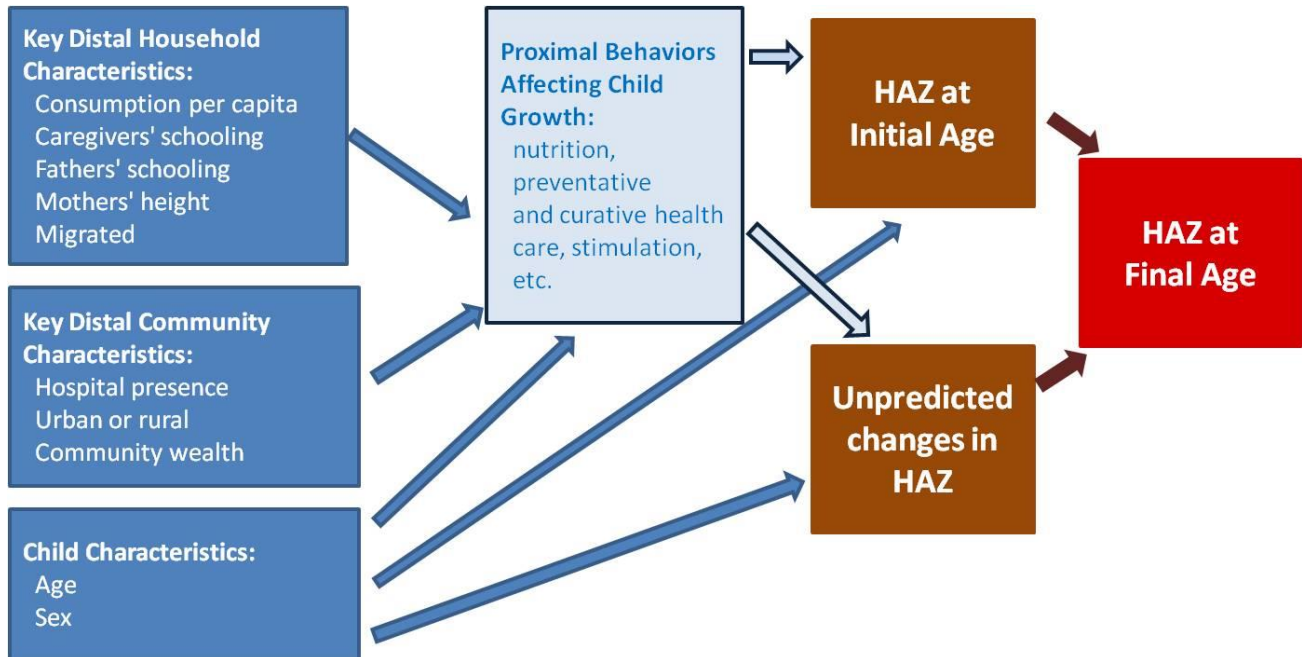 Key Distal Household
Characteristics:
Consumption per capita
Caregivers' schooling
Fathers' schooling
Mothers' height
Migrated
Key Distal Community
Characteristics:
Hospital presence
Urban or rural
Community wealth
Child Characteristics:
Age
Sex
Proximal Behaviors
Affecting Child
Growth:
nutrition,
preventative
and curative health
care, stimulation,
etc.
HAZ at
Initial Age
Unpredicted
changes in
HAZ
HAZ at
Final Age